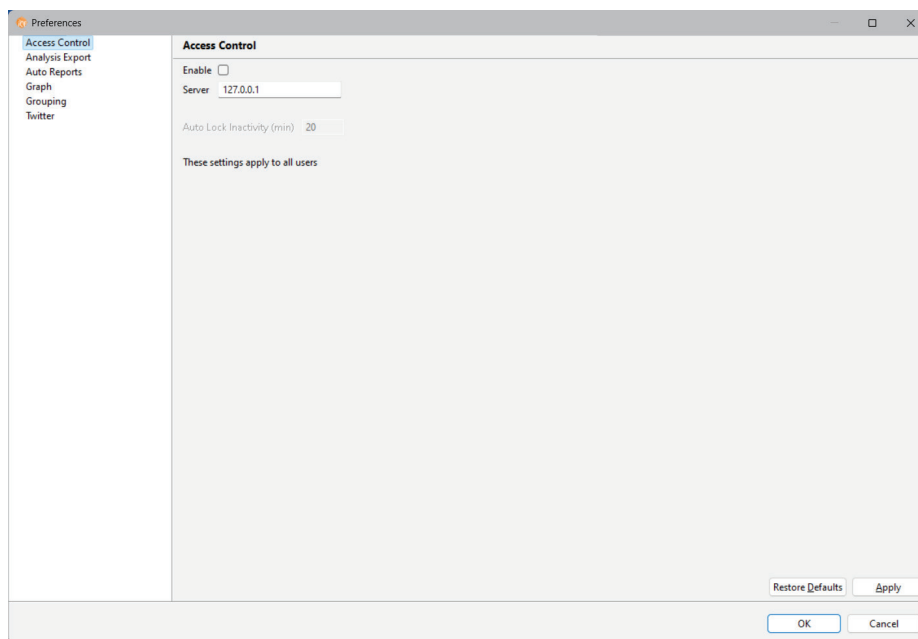 Preferences
Access Control
Analysis Export
Auto Reports
Graph
Grouping
Twitter
Access Control
Enable
Server 127.0.0.1
Auto Lock Inactivity (min) 20
These settings apply to all users
Restore Defaults Apply
OK Cancel